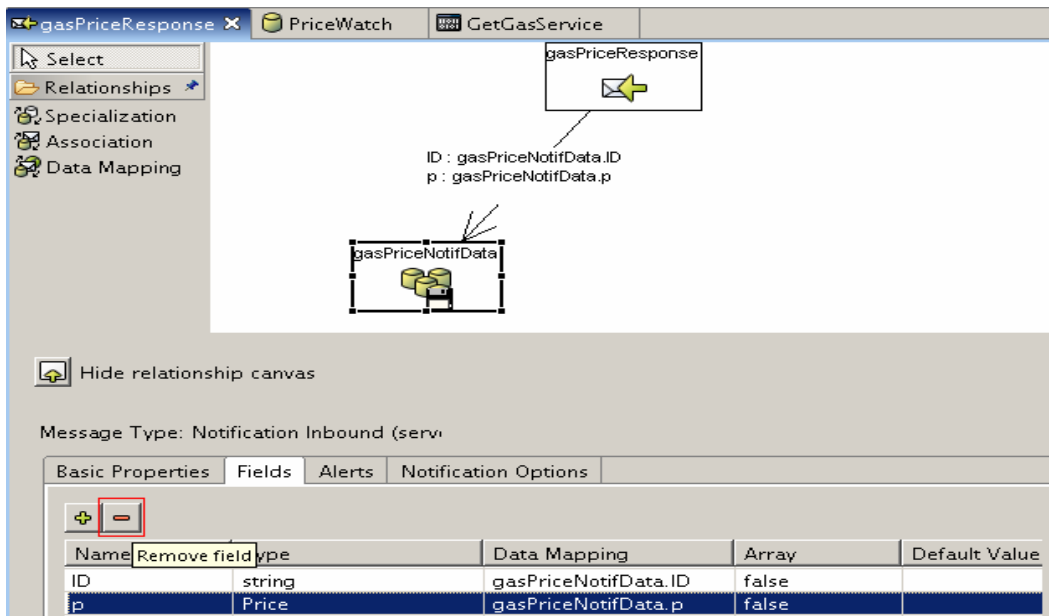 gasPriceResponse PriceWatch GetGasService
Select
Relationships
Specialization
Association
Data Mapping
gasPriceResponse
ID : gasPriceNotifData.ID
p : gasPriceNotifData.p
gasPriceNotifData
Hide relationship canvas
Message Type: Notification Inbound
Basic Properties Fields Alerts Notification Options
Name Data Mapping Array Default Value
Remove field
ID string gasPriceNotifData.ID false
p Price gasPriceNotifData.p false